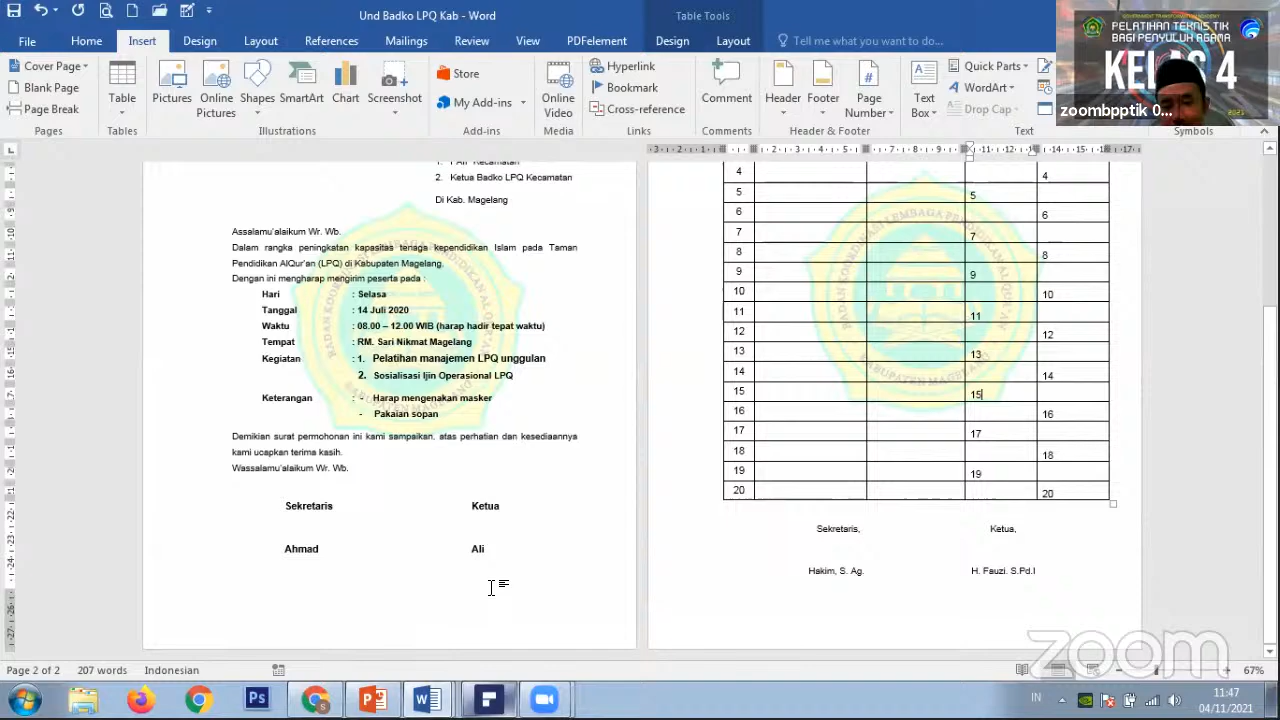 Und Badko LPQ Kab - Word
Table Tools
File Home Insert Design Layout References Mailings Review View PDFelement Design Layout Tell me what you want to do...
Cover Page
Blank Page
Page Break
Pages
Table
Tables
Pictures
Online Pictures
Shapes
SmartArt
Chart
Screenshot
Illustrations
Store
My Add-ins
Add-ins
Online Video
Media
Hyperlink
Bookmark
Cross-reference
Links
Comment
Comments
Header
Footer
Page Number
Header & Footer
Text Box
Quick Parts
WordArt
Drop Cap
Text
Symbols
PELATIHAN TEKNIS TIK
BAGI PENYULUH AGAMA
KELAS 4
2021
zoombpptik 0...
2. Ketua Badko LPQ Kecamatan
Di Kab. Magelang
Assalamu'alaikum Wr. Wb.
Dalam rangka peningkatan kapasitas tenaga kependidikan Islam pada Taman
Pendidikan AlQur'an (LPQ) di Kabupaten Magelang.
Dengan ini mengharap mengirim peserta pada :
Hari : Selasa
Tanggal : 14 Juli 2020
Waktu : 08.00 – 12.00 WIB (harap hadir tepat waktu)
Tempat : RM. Sari Nikmat Magelang
Kegiatan : 1. Pelatihan manajemen LPQ unggulan
2. Sosialisasi Ijin Operasional LPQ
Keterangan : - Harap mengenakan masker
- Pakaian sopan
Demikian surat permohonan ini kami sampaikan, atas perhatian dan kesediaannya
kami ucapkan terima kasih.
Wassalamu'alaikum Wr. Wb.
Sekretaris Ketua
Ahmad Ali
4 4
5 5
6 6
7 7
8 8
9 9
10 10
11 11
12 12
13 13
14 14
15 15
16 16
17 17
18 18
19 19
20 20
KABUPATEN MAGELANG
Sekretaris, Ketua,
Hakim, S. Ag. H. Fauzi. S.Pd.I
zoom
Page 2 of 2 207 words Indonesian 67%
Ps
IN
11:47
04/11/2021